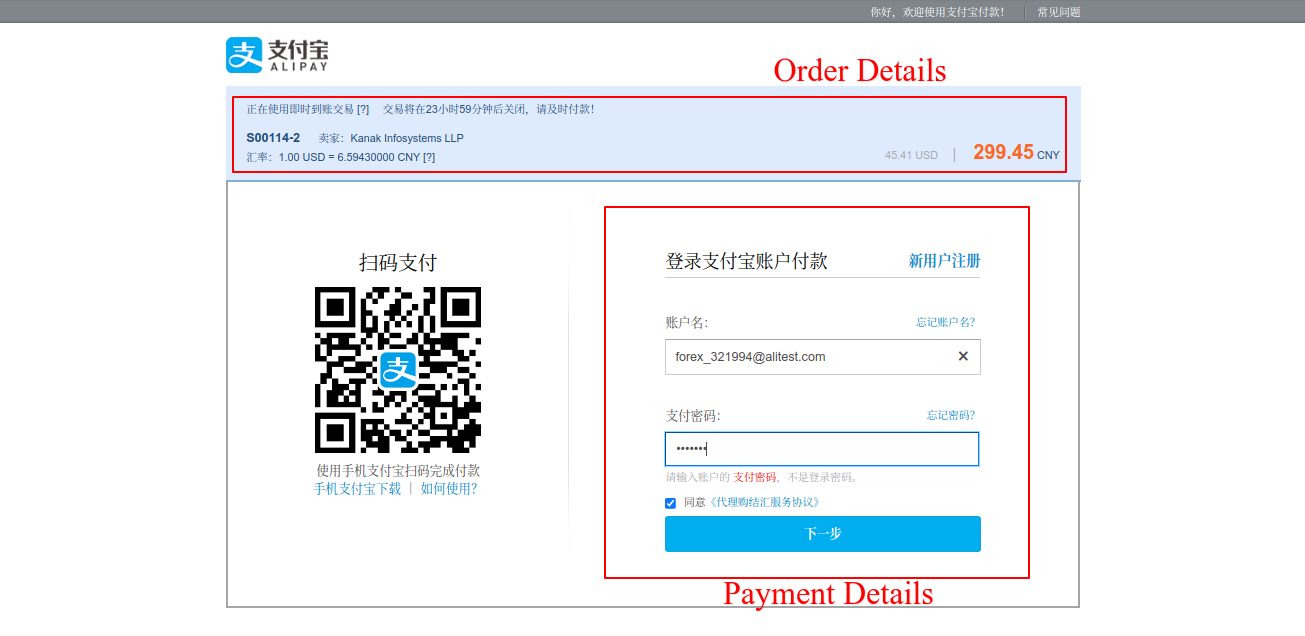 你好，欢迎使用支付宝付款！ 常见问题
支 支付宝
ALIPAY
Order Details
正在使用即时到账交易 [?] 交易将在23小时59分钟后关闭，请及时付款！
S00114-2 卖家：Kanak Infosystems LLP
汇率：1.00 USD = 6.59430000 CNY [?]
45.41 USD | 299.45 CNY
扫码支付
支
使用手机支付宝扫码完成付款
手机支付宝下载 | 如何使用？
登录支付宝账户付款 新用户注册
账户名： 忘记账户名？
forex_321994@alitest.com ×
支付密码： 忘记密码？
•••••••
请输入账户的 支付密码，不是登录密码。
同意《代理购结汇服务协议》
下一步
Payment Details